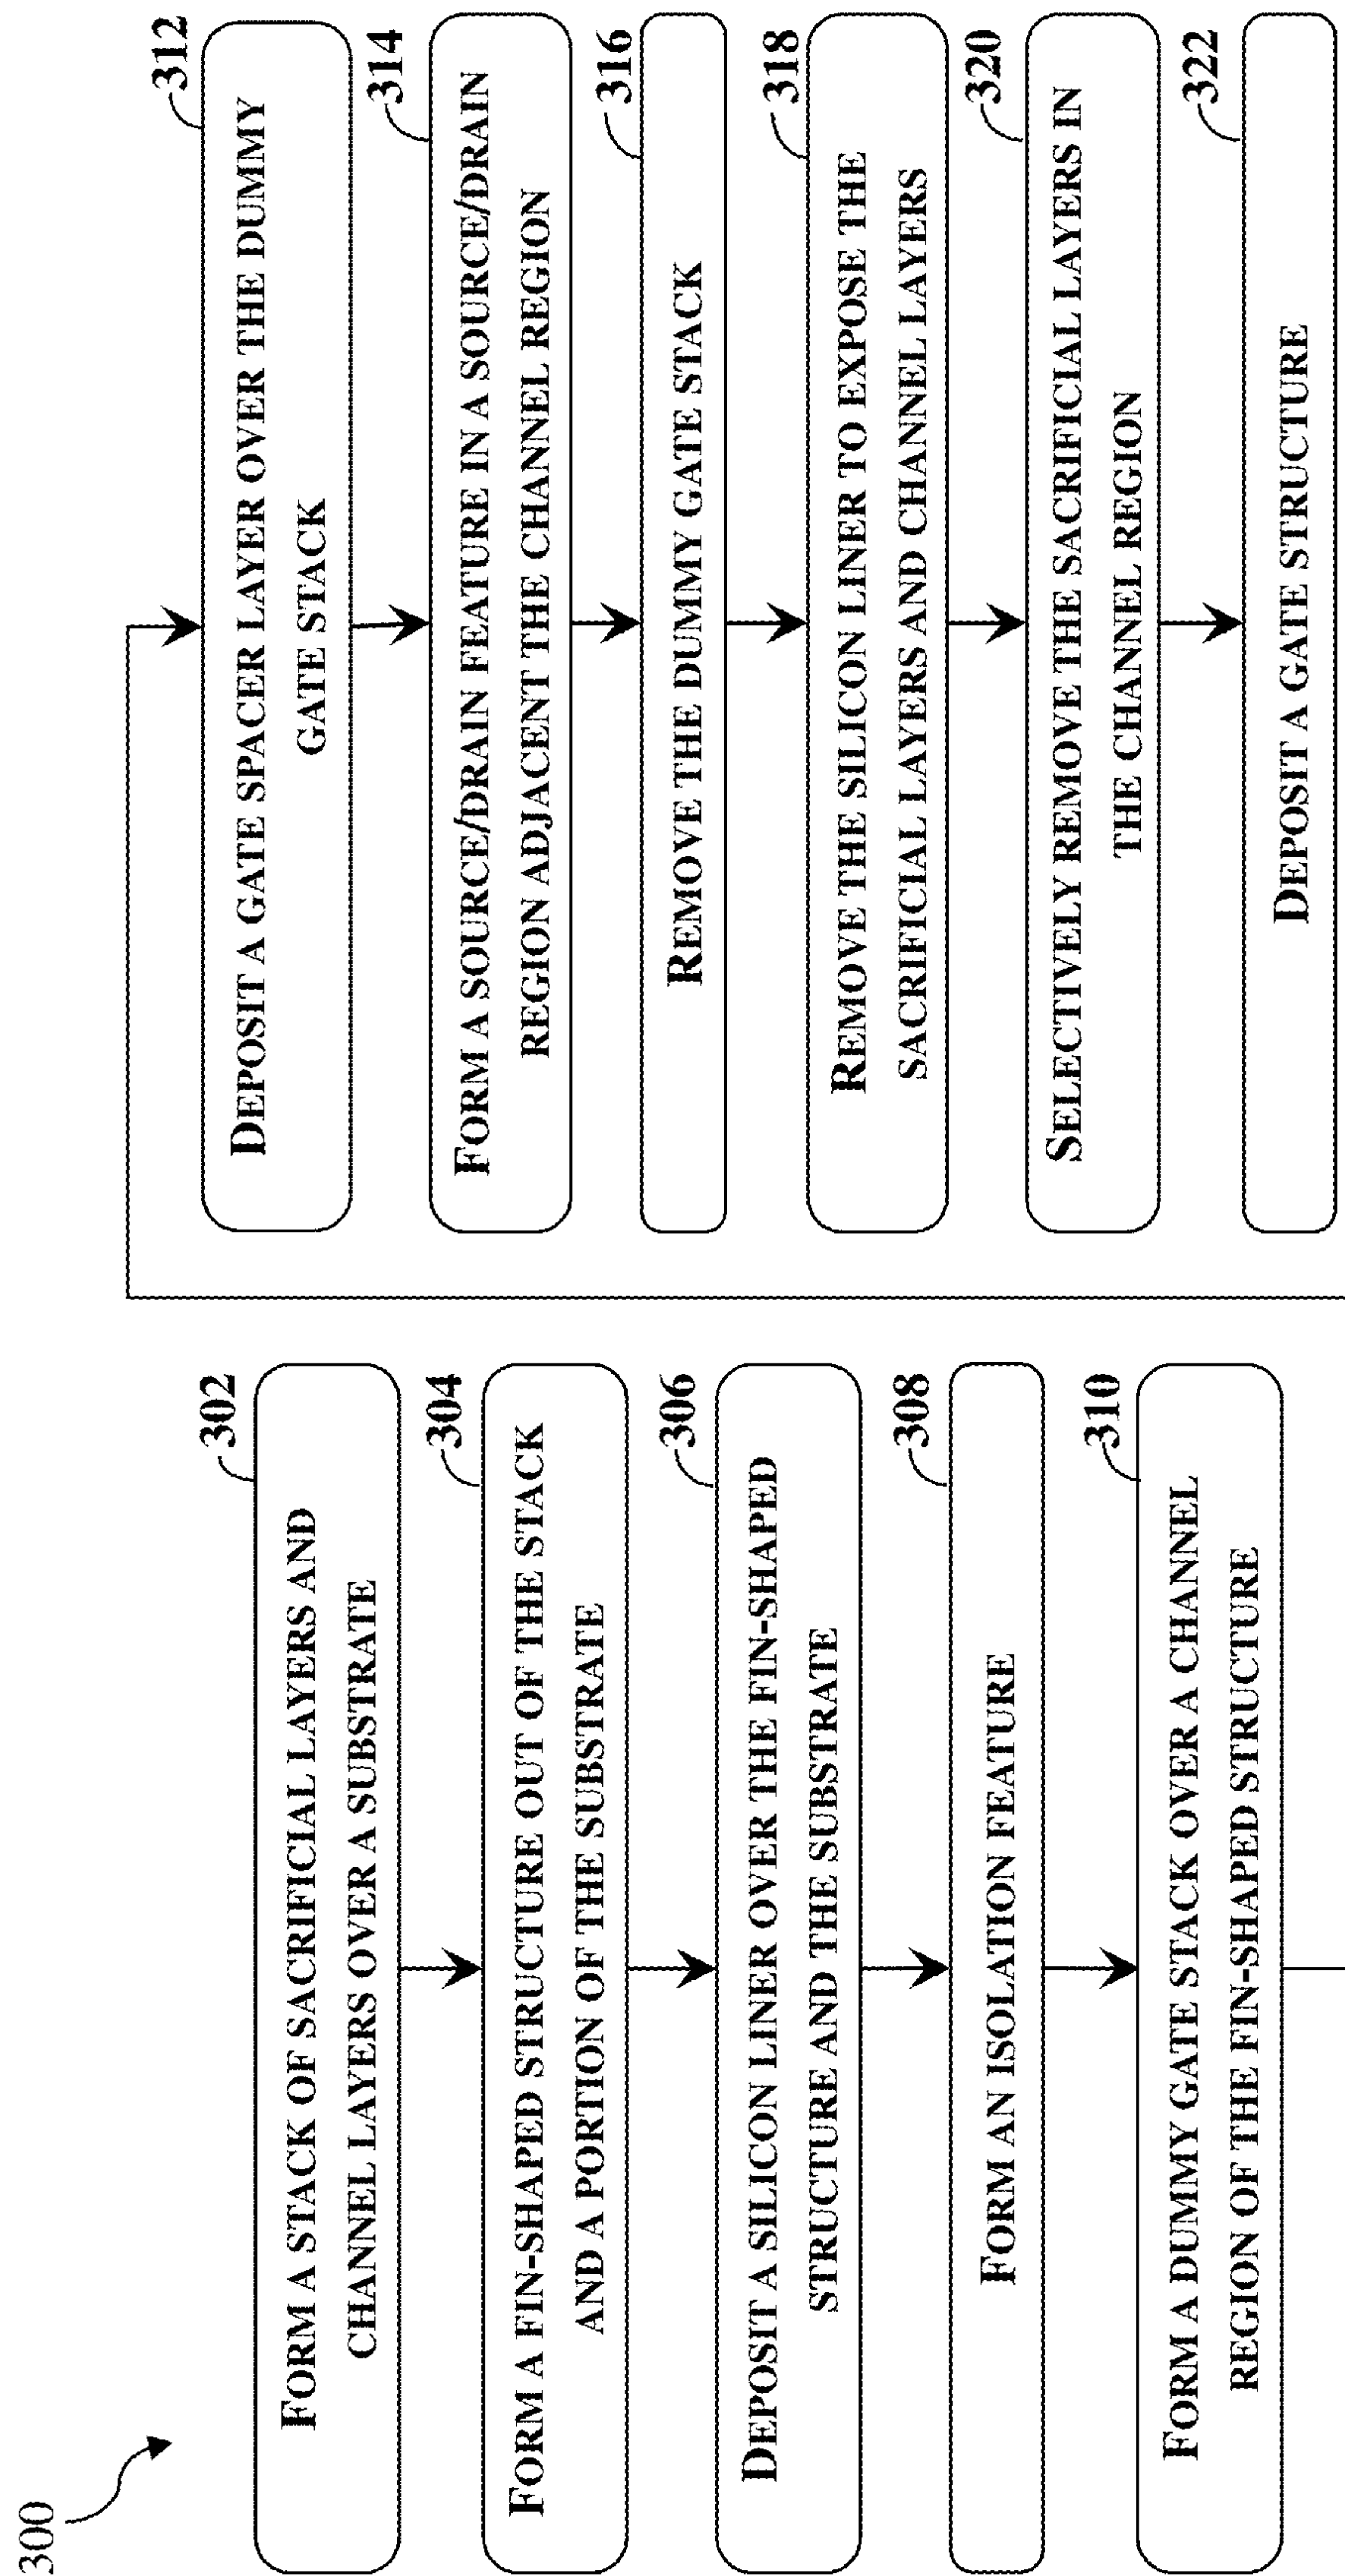 300
302
FORM A STACK OF SACRIFICIAL LAYERS AND
CHANNEL LAYERS OVER A SUBSTRATE
304
FORM A FIN-SHAPED STRUCTURE OUT OF THE STACK
AND A PORTION OF THE SUBSTRATE
306
DEPOSIT A SILICON LINER OVER THE FIN-SHAPED
STRUCTURE AND THE SUBSTRATE
308
FORM AN ISOLATION FEATURE
310
FORM A DUMMY GATE STACK OVER A CHANNEL
REGION OF THE FIN-SHAPED STRUCTURE
312
DEPOSIT A GATE SPACER LAYER OVER THE DUMMY
GATE STACK
314
FORM A SOURCE/DRAIN FEATURE IN A SOURCE/DRAIN
REGION ADJACENT THE CHANNEL REGION
316
REMOVE THE DUMMY GATE STACK
318
REMOVE THE SILICON LINER TO EXPOSE THE
SACRIFICIAL LAYERS AND CHANNEL LAYERS
320
SELECTIVELY REMOVE THE SACRIFICIAL LAYERS IN
THE CHANNEL REGION
322
DEPOSIT A GATE STRUCTURE